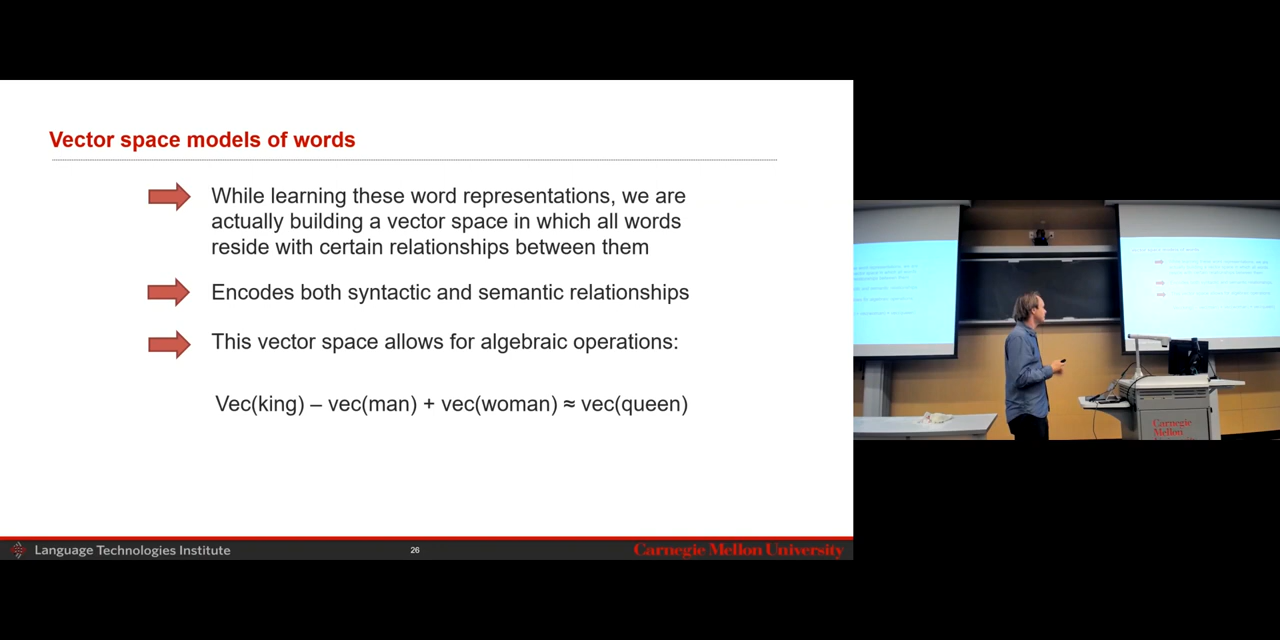 Vector space models of words
While learning these word representations, we are
actually building a vector space in which all words
reside with certain relationships between them
Encodes both syntactic and semantic relationships
This vector space allows for algebraic operations:
Vec(king) – vec(man) + vec(woman) ≈ vec(queen)
Language Technologies Institute
26
Carnegie Mellon University
Carnegie
Mellon